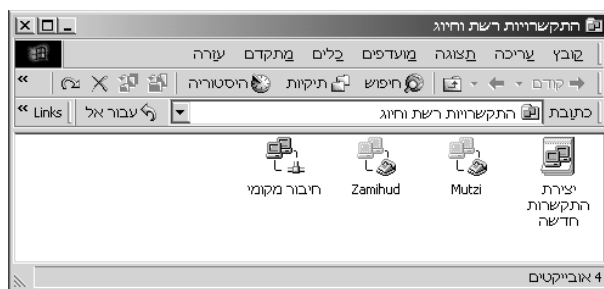 התקשרויות רשת וחיוג
קובץ עריכה תצוגה מועדפים כלים מתקדם עזרה
קודם חיפוש תיקיות היסטוריה
כתובת התקשרויות רשת וחיוג עבור אל Links
יצירת התקשרות חדשה
Mutzi
Zamihud
חיבור מקומי
4 אובייקטים